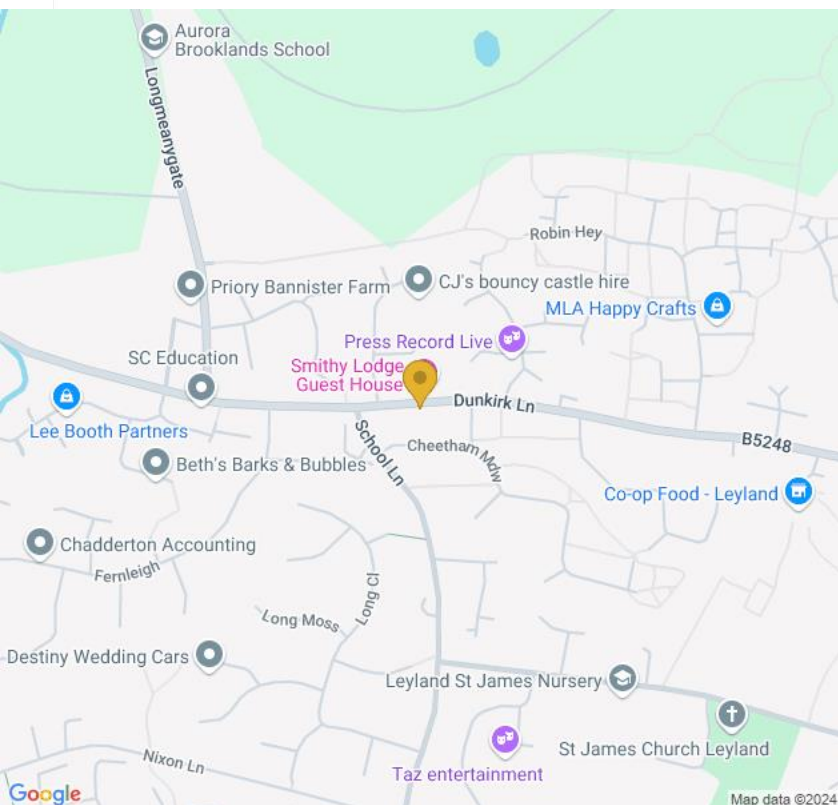 Aurora
Brooklands School
Longmeanygate
Robin Hey
Priory Bannister Farm
CJ's bouncy castle hire
MLA Happy Crafts
Press Record Live
SC Education
Smithy Lodge
Guest House
Dunkirk Ln
Lee Booth Partners
School Ln
Cheetham Mdw
B5248
Beth's Barks & Bubbles
Co-op Food - Leyland
Chadderton Accounting
Fernleigh
Long Cl
Long Moss
Destiny Wedding Cars
Leyland St James Nursery
St James Church Leyland
Nixon Ln
Taz entertainment
Google
Map data ©2024